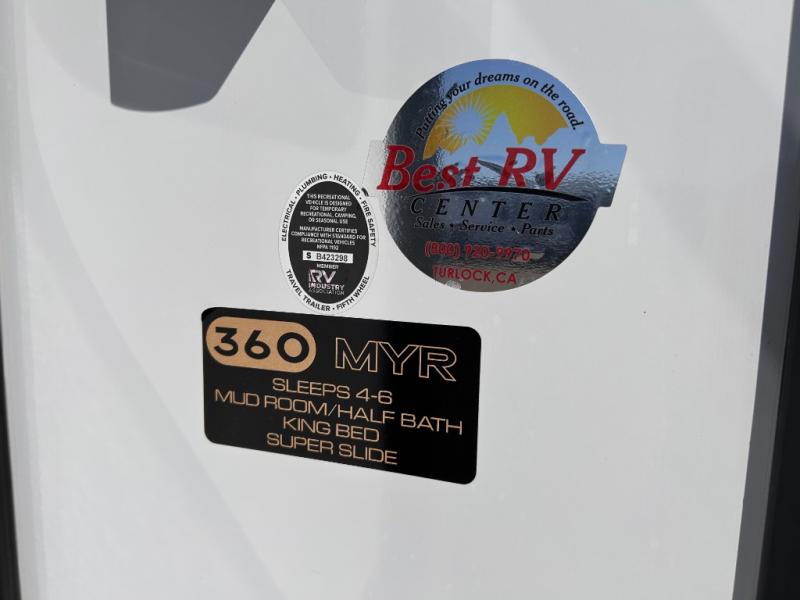 Putting your dreams on the road.
Best RV
CENTER
Sales • Service • Parts
TURLOCK, CA
ELECTRICAL • PLUMBING • HEATING • FIRE SAFETY
THIS RECREATIONAL
VEHICLE IS DESIGNED
FOR TEMPORARY
RECREATIONAL, CAMPING,
OR SEASONAL USE
MANUFACTURER CERTIFIES
COMPLIANCE WITH STANDARD FOR
RECREATIONAL VEHICLES
NFPA 1192
S B423298
MEMBER
RV
INDUSTRY
ASSOCIATION
TRAVEL TRAILER • FIFTH WHEEL
360 MYR
SLEEPS 4-6
MUD ROOM/HALF BATH
KING BED
SUPER SLIDE